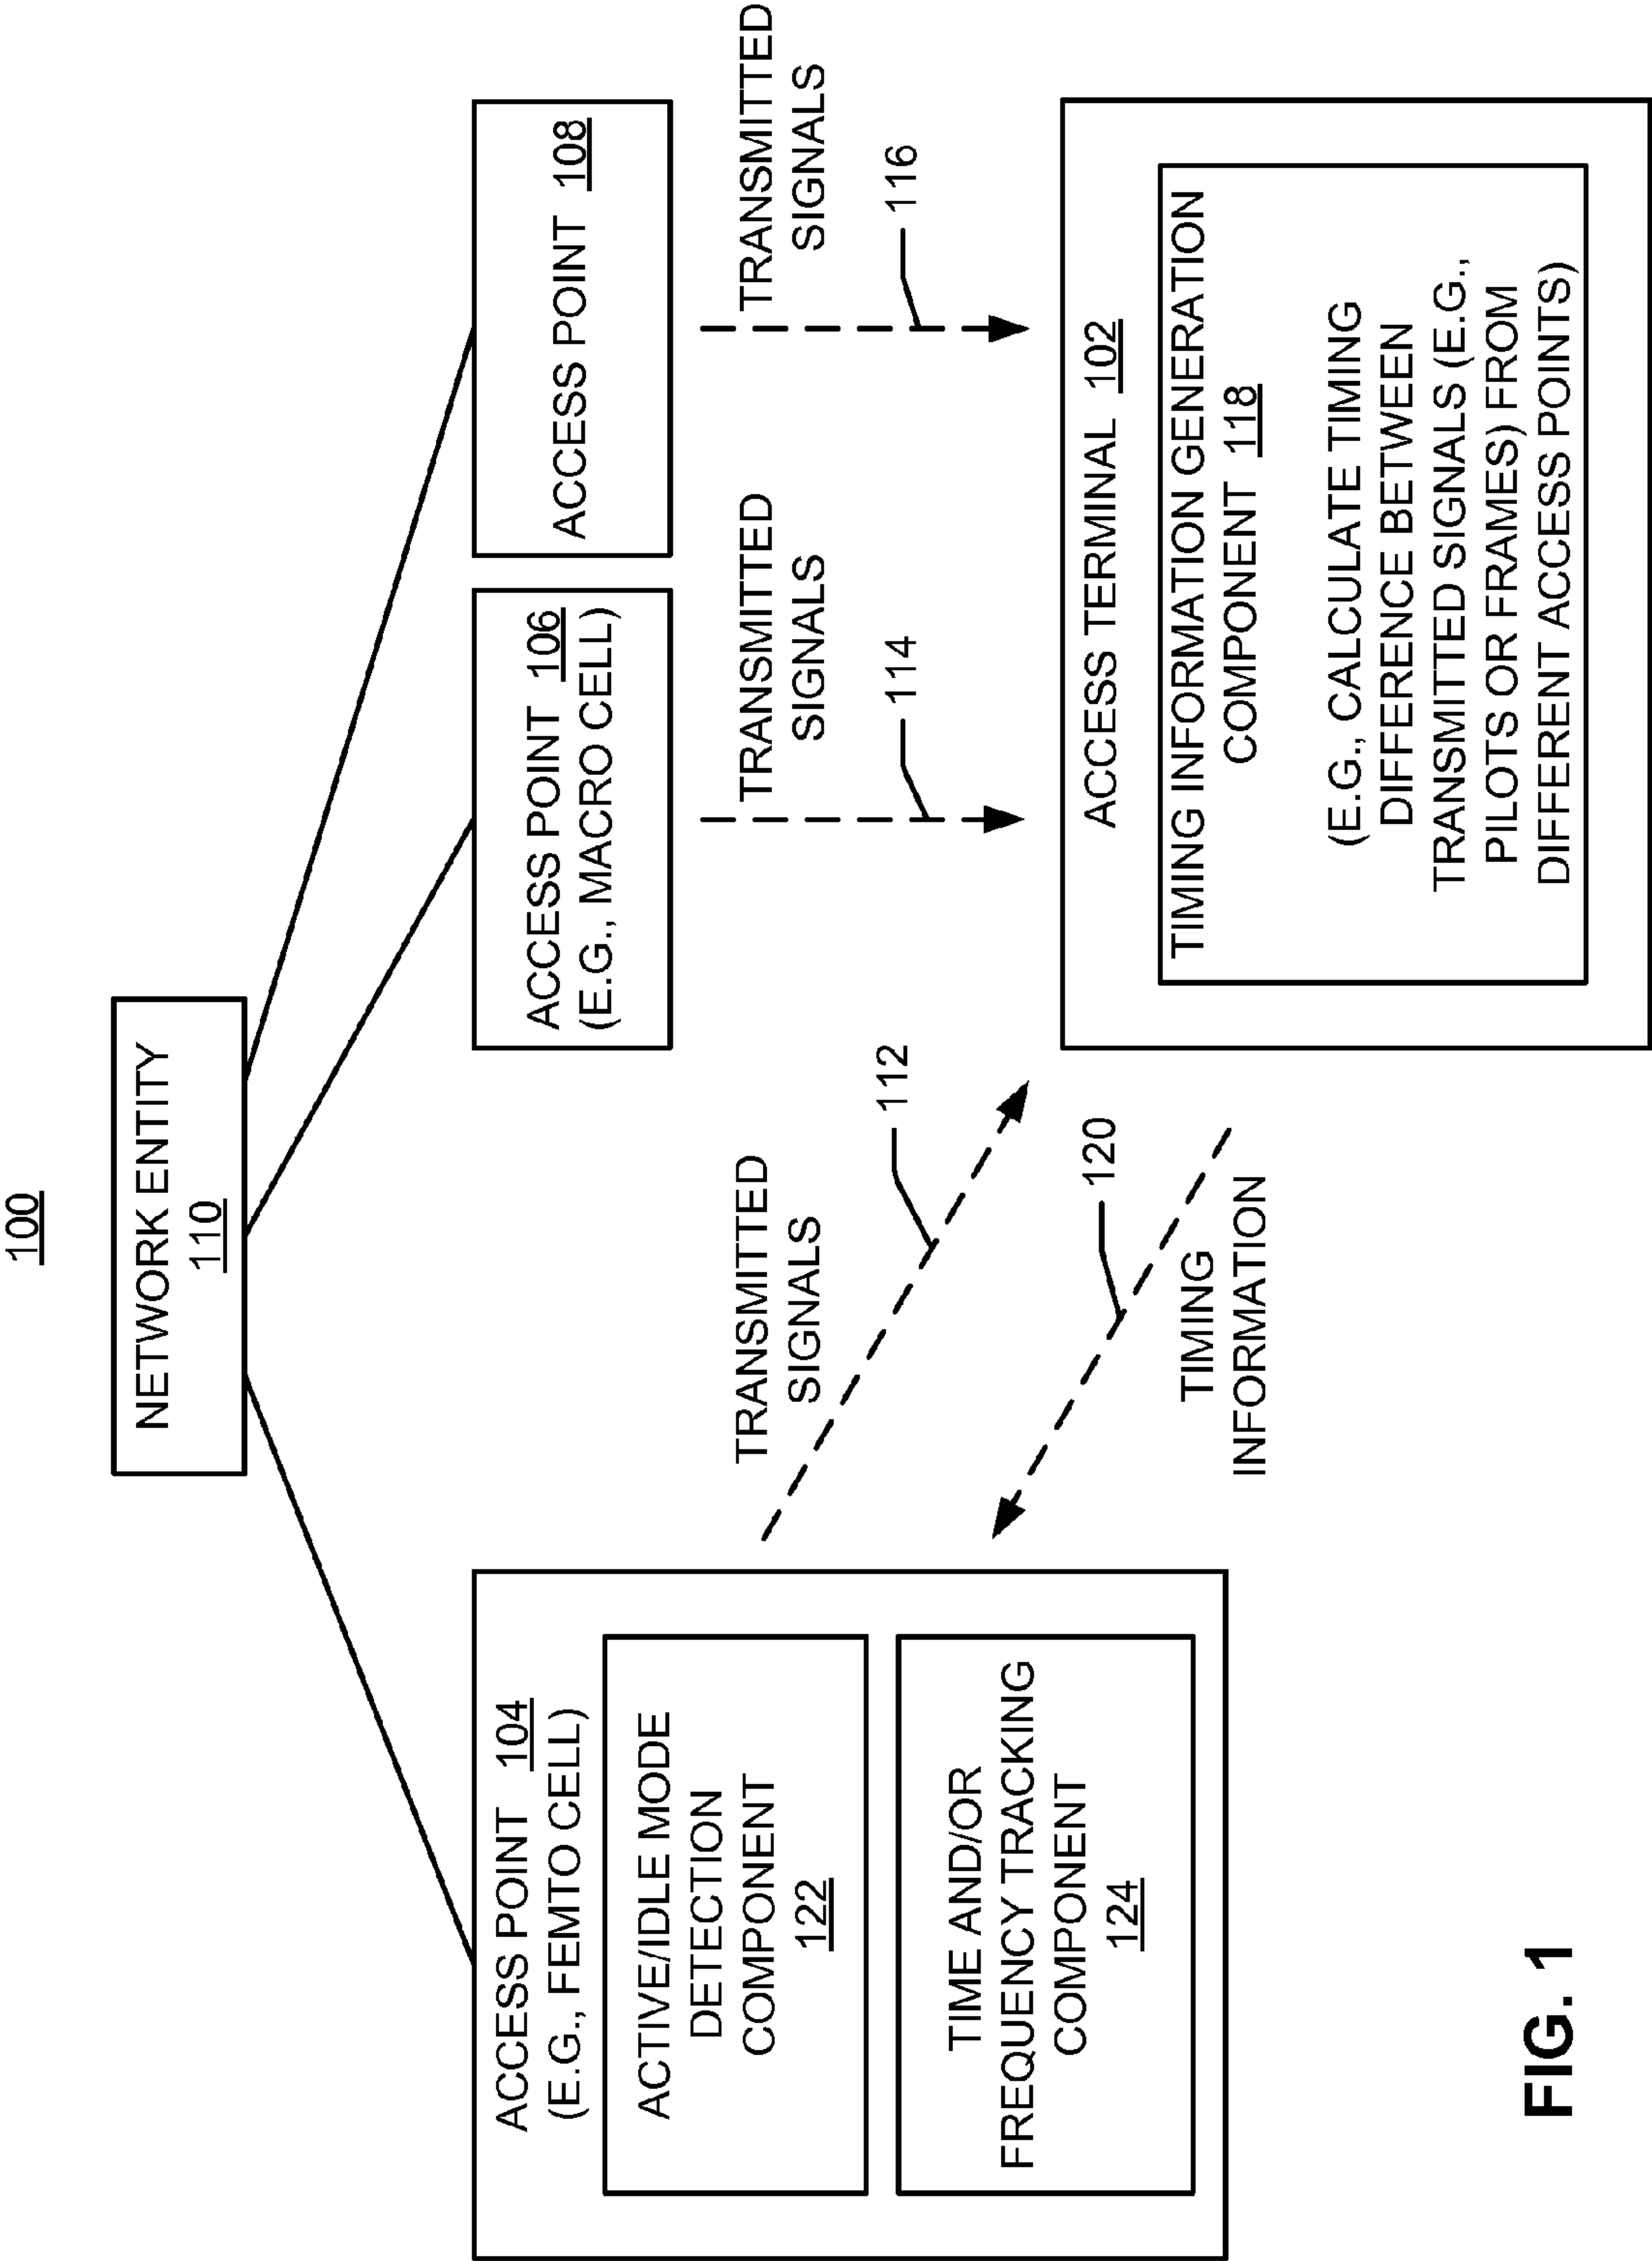 100
NETWORK ENTITY
110
ACCESS POINT 104
(E.G., FEMTO CELL)
ACTIVE/IDLE MODE
DETECTION
COMPONENT
122
TIME AND/OR
FREQUENCY TRACKING
COMPONENT
124
ACCESS POINT 106
(E.G., MACRO CELL)
ACCESS POINT 108
TRANSMITTED
SIGNALS
112
TRANSMITTED
SIGNALS
114
TRANSMITTED
SIGNALS
116
120
TIMING
INFORMATION
ACCESS TERMINAL 102
TIMING INFORMATION GENERATION
COMPONENT 118
(E.G., CALCULATE TIMING
DIFFERENCE BETWEEN
TRANSMITTED SIGNALS (E.G.,
PILOTS OR FRAMES) FROM
DIFFERENT ACCESS POINTS)
FIG. 1